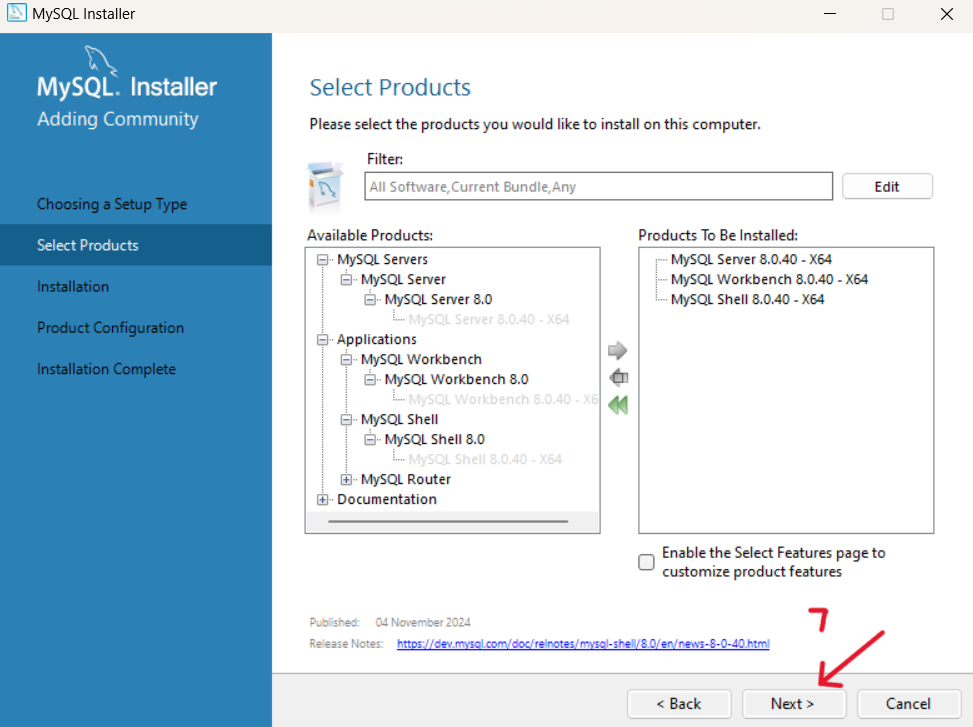 MySQL Installer
MySQL. Installer
Adding Community
Choosing a Setup Type
Select Products
Installation
Product Configuration
Installation Complete
Select Products
Please select the products you would like to install on this computer.
Filter:
All Software,Current Bundle,Any
Edit
Available Products:
MySQL Servers
MySQL Server
MySQL Server 8.0
MySQL Server 8.0.40 - X64
Applications
MySQL Workbench
MySQL Workbench 8.0
MySQL Workbench 8.0.40 - X6
MySQL Shell
MySQL Shell 8.0
MySQL Shell 8.0.40 - X64
MySQL Router
Documentation
Products To Be Installed:
MySQL Server 8.0.40 - X64
MySQL Workbench 8.0.40 - X64
MySQL Shell 8.0.40 - X64
Enable the Select Features page to
customize product features
Published: 04 November 2024
Release Notes: https://dev.mysql.com/doc/relnotes/mysql-shell/8.0/en/news-8-0-40.html
7
< Back
Next >
Cancel